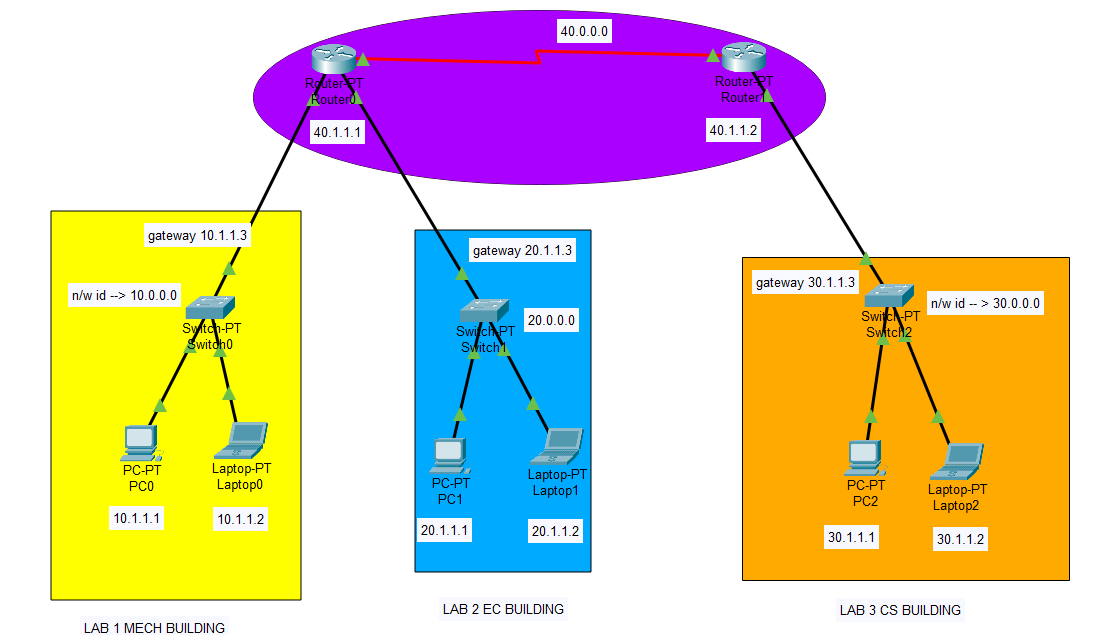 40.0.0.0
Router-PT
Router0
Router-PT
Router1
40.1.1.1
40.1.1.2
gateway 10.1.1.3
gateway 20.1.1.3
gateway 30.1.1.3
n/w id --> 10.0.0.0
n/w id -- > 30.0.0.0
20.0.0.0
Switch-PT
Switch0
Switch-PT
Switch1
Switch-PT
Switch2
PC-PT
PC0
Laptop-PT
Laptop0
PC-PT
PC1
Laptop-PT
Laptop1
PC-PT
PC2
Laptop-PT
Laptop2
10.1.1.1
10.1.1.2
20.1.1.1
20.1.1.2
30.1.1.1
30.1.1.2
LAB 1 MECH BUILDING
LAB 2 EC BUILDING
LAB 3 CS BUILDING